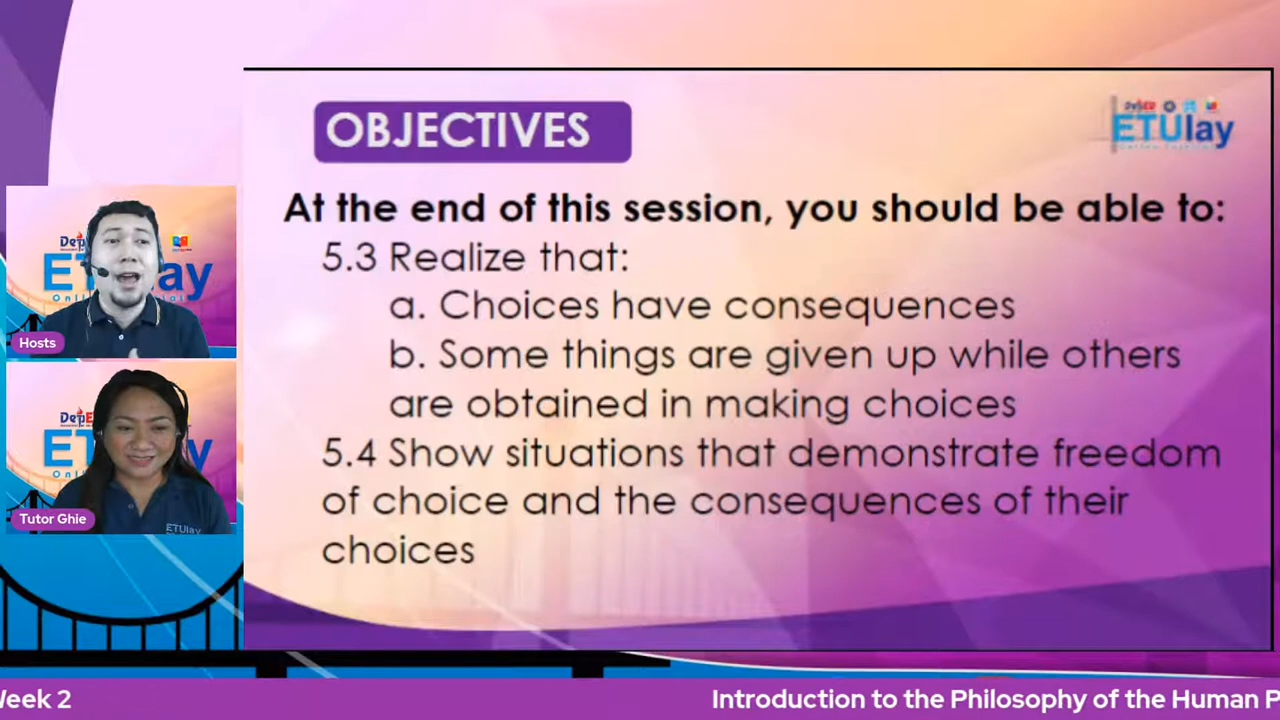 OBJECTIVES
ETUlay
At the end of this session, you should be able to:
5.3 Realize that:
a. Choices have consequences
b. Some things are given up while others
are obtained in making choices
5.4 Show situations that demonstrate freedom
of choice and the consequences of their
choices
Hosts
Tutor Ghie
ETUlay
Week 2
Introduction to the Philosophy of the Human P